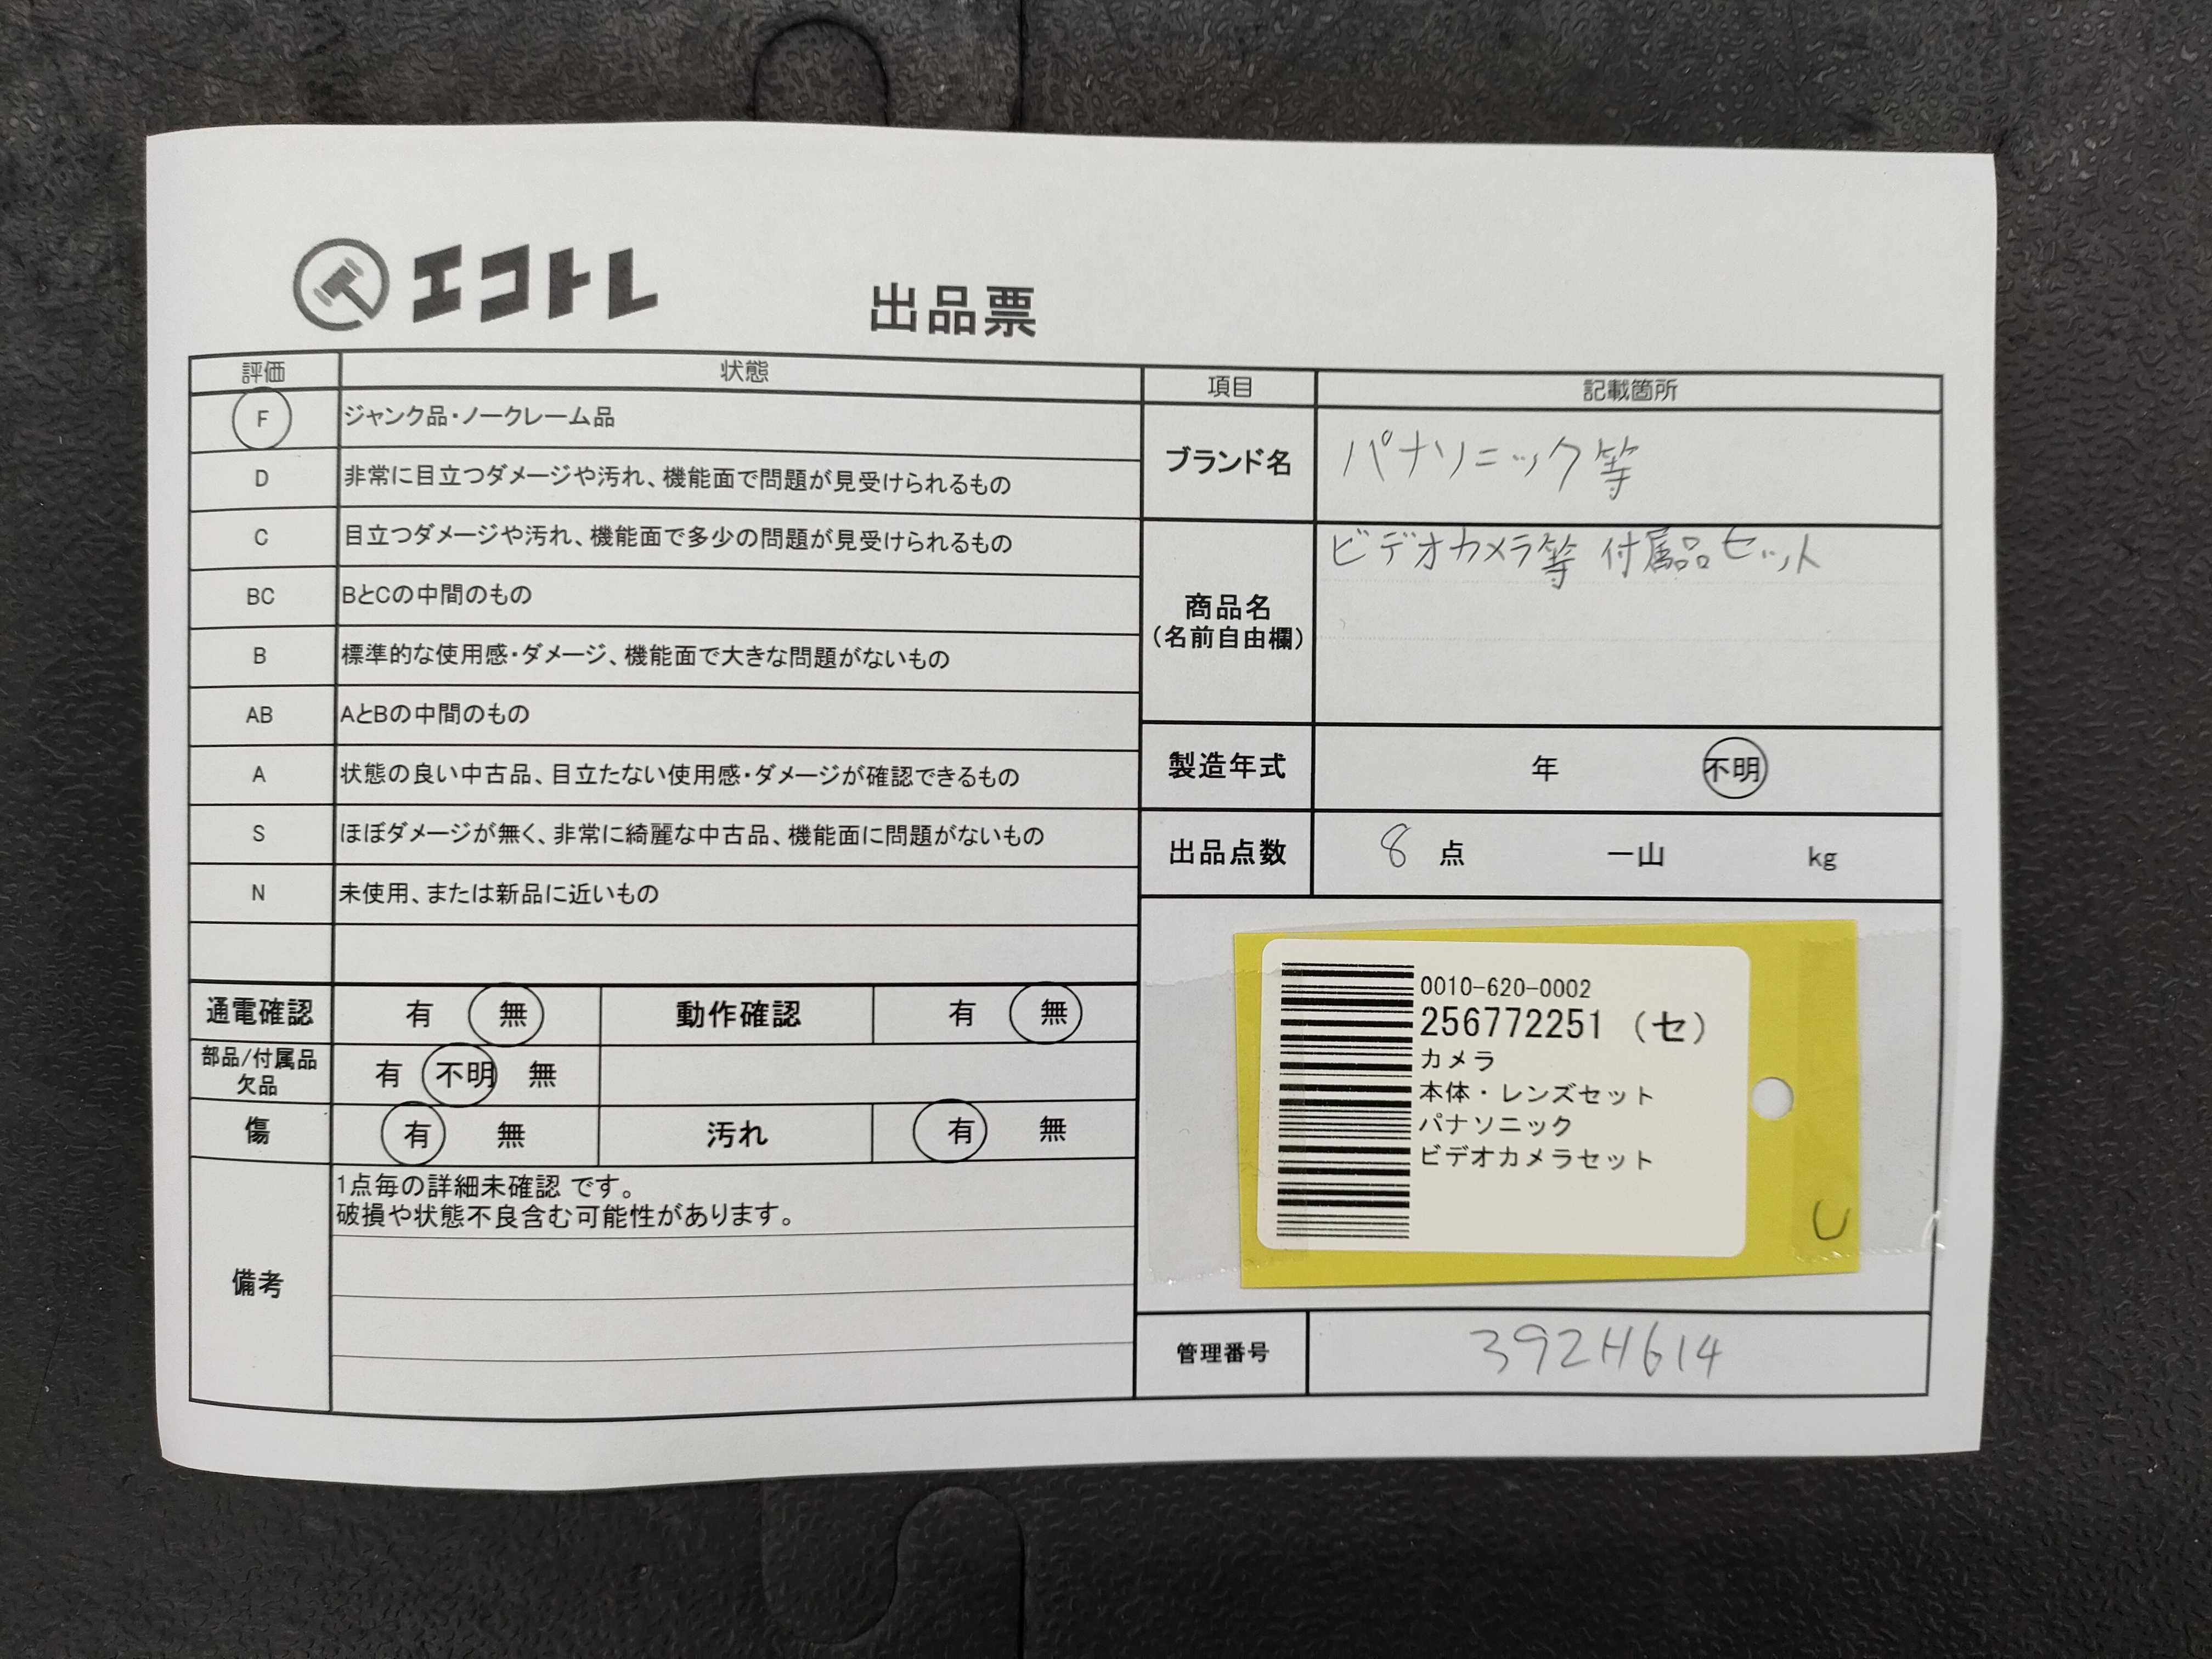 エコトレ
出品票
評価 状態
F ジャンク品・ノークレーム品
D 非常に目立つダメージや汚れ、機能面で問題が見受けられるもの
C 目立つダメージや汚れ、機能面で多少の問題が見受けられるもの
BC BとCの中間のもの
B 標準的な使用感・ダメージ、機能面で大きな問題がないもの
AB AとBの中間のもの
A 状態の良い中古品、目立たない使用感・ダメージが確認できるもの
S ほぼダメージが無く、非常に綺麗な中古品、機能面に問題がないもの
N 未使用、または新品に近いもの
通電確認 有 無 動作確認 有 無
部品/付属品
欠品 有 不明 無
傷 有 無 汚れ 有 無
備考
1点毎の詳細未確認 です。
破損や状態不良含む可能性があります。
項目 記載箇所
ブランド名 パナソニック等
商品名
(名前自由欄)
ビデオカメラ等 付属品セット
製造年式 年 不明
出品点数 8 点 一山 kg
0010-620-0002
256772251 (セ)
カメラ
本体・レンズセット
パナソニック
ビデオカメラセット
U
管理番号 392H614